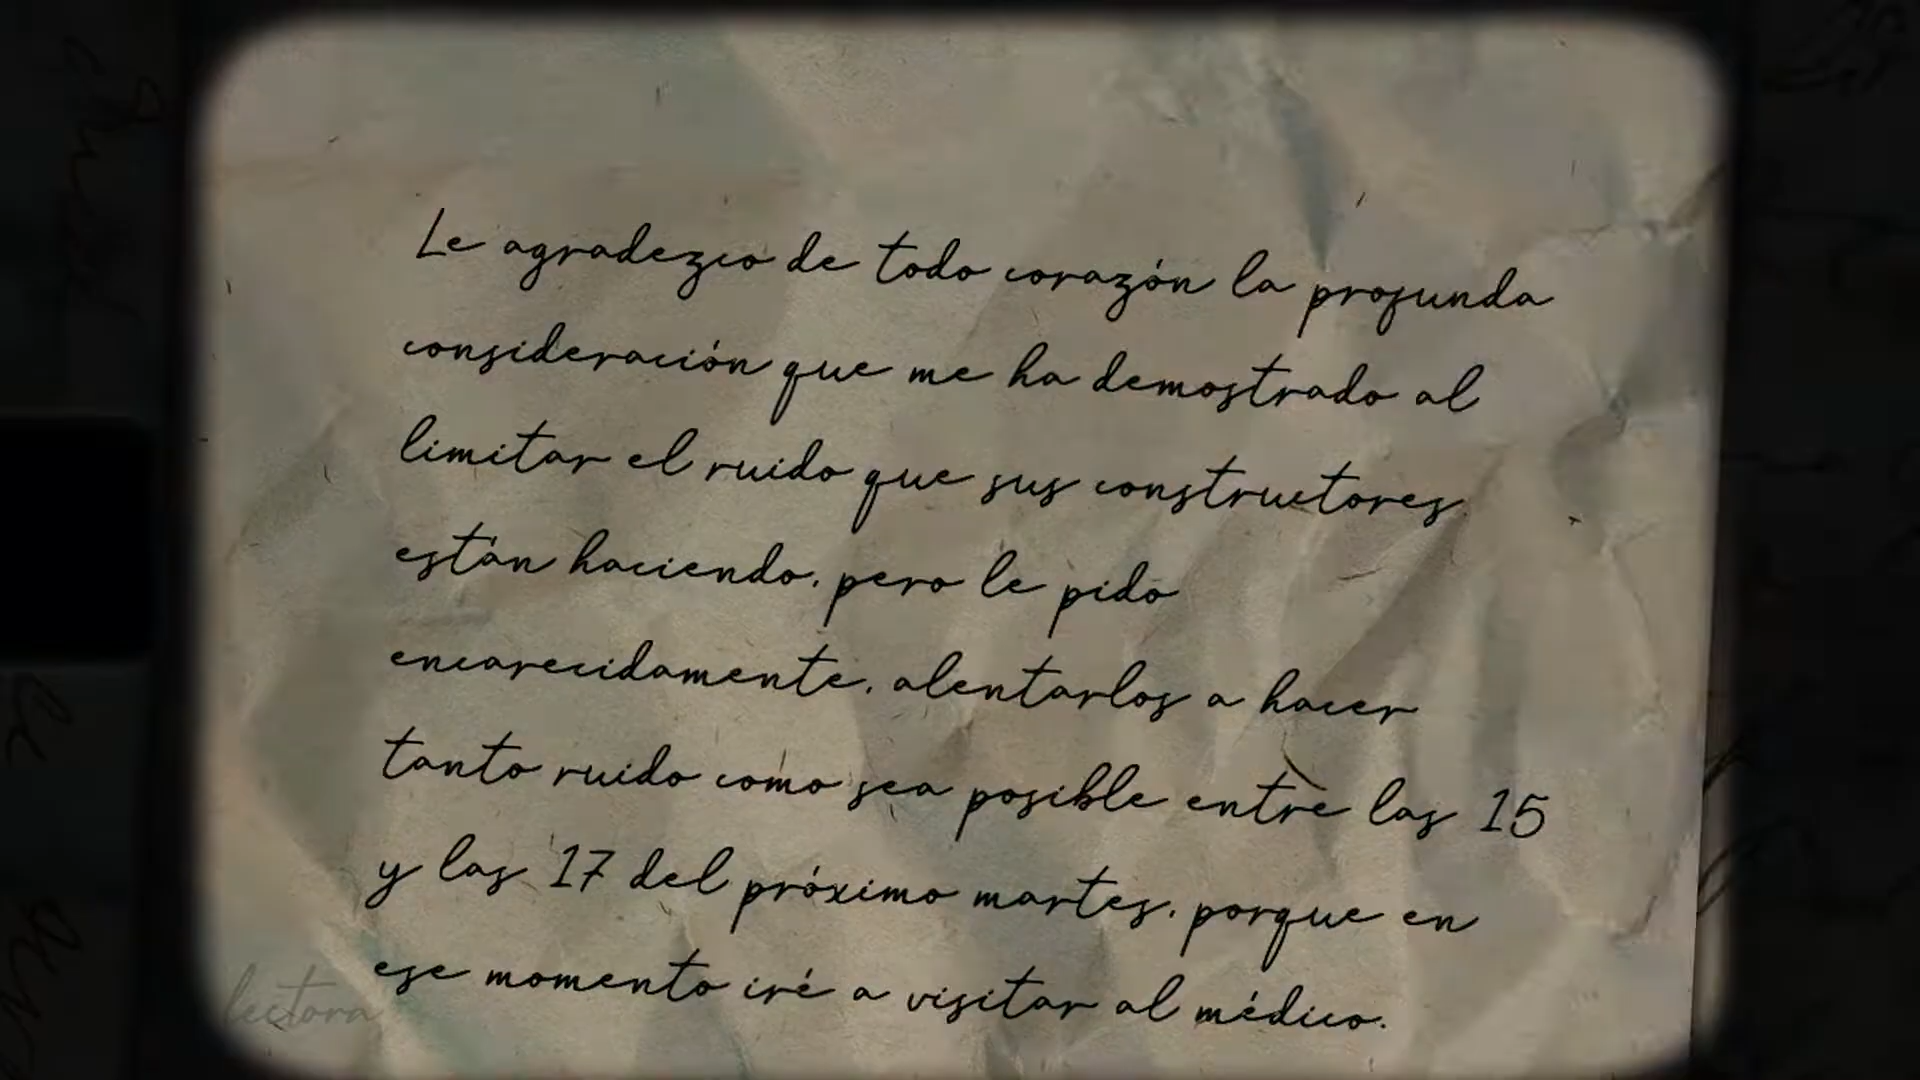 Le agradezco de todo corazón la profunda
consideración que me ha demostrado al
limitar el ruido que sus constructores
están haciendo, pero le pido
encarecidamente, alentarlos a hacer
tanto ruido como sea posible entre las 15
y las 17 del próximo martes, porque en
ese momento iré a visitar al médico.
lectora